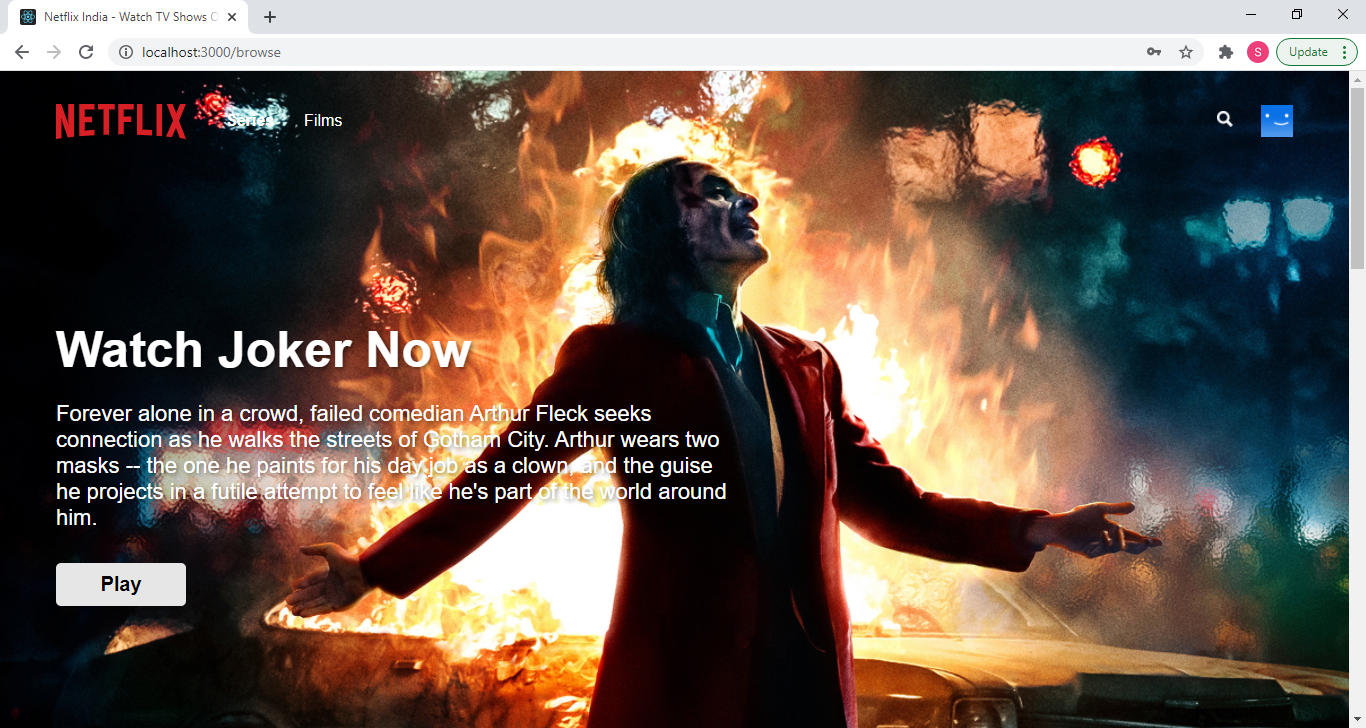 Netflix India - Watch TV Shows O
localhost:3000/browse
S
Update
NETFLIX
Series
Films
Watch Joker Now
Forever alone in a crowd, failed comedian Arthur Fleck seeks
connection as he walks the streets of Gotham City. Arthur wears two
masks -- the one he paints for his day job as a clown, and the guise
he projects in a futile attempt to feel like he's part of the world around
him.
Play